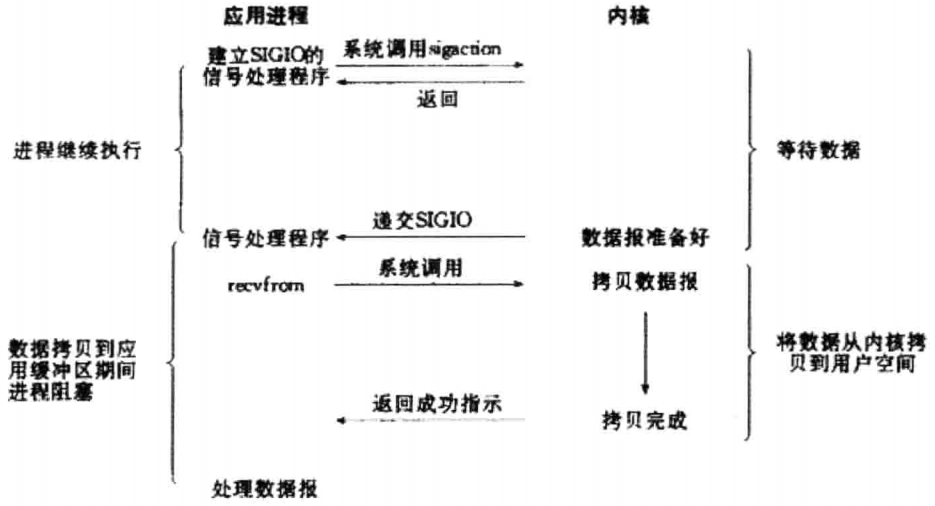 应用进程
内核
建立SIGIO的
信号处理程序
系统调用sigaction
返回
进程继续执行
等待数据
信号处理程序
递交SIGIO
数据报准备好
recvfrom
系统调用
拷贝数据报
数据拷贝到应
用缓冲区期间
进程阻塞
将数据从内核拷
贝到用户空间
返回成功指示
拷贝完成
处理数据报